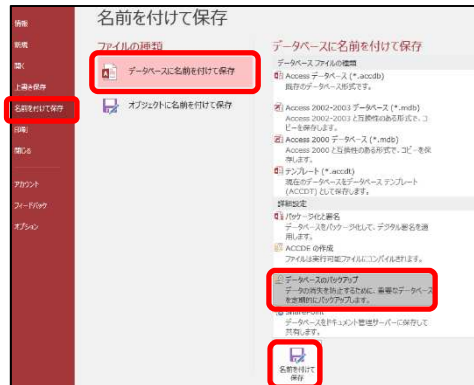 情報
新規
開く
上書き保存
名前を付けて保存
印刷
閉じる
アカウント
フィードバック
オプション
名前を付けて保存
ファイルの種類
データベースに名前を付けて保存
オブジェクトに名前を付けて保存
データベースに名前を付けて保存
データベース ファイルの種類
Access データベース (*.accdb)
既存のデータベース形式です。
Access 2002-2003 データベース (*.mdb)
Access 2002-2003 と互換性のある形式で、コ
ピーを保存します。
Access 2000 データベース (*.mdb)
Access 2000 と互換性のある形式で、コピーを保
存します。
テンプレート (*.accdt)
現在のデータベースをデータベース テンプレート
(ACCDT) として保存します。
詳細設定
パッケージ化と署名
データベースをパッケージ化して、デジタル署名を適
用します。
ACCDE の作成
ファイルは実行可能ファイルにコンパイルされます。
データベースのバックアップ
データの消失を防止するために、重要なデータベース
を定期的にバックアップします。
SharePoint
データベースをドキュメント管理サーバーに保存して
共有します。
名前を付けて
保存